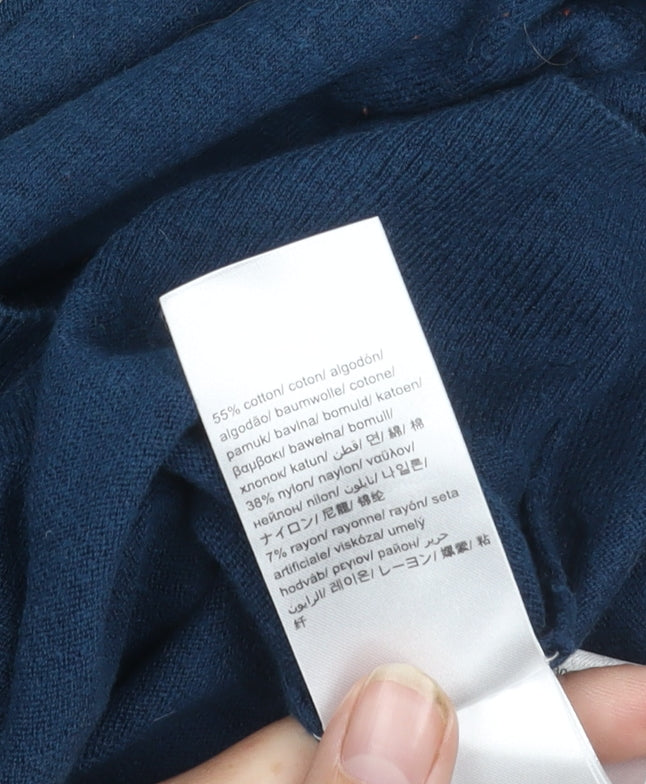 55% cotton/ coton/ algodón/
algodão/ baumwolle/ cotone/
pamuk/ bavlna/ bomuld/ katoen/
βαμβακι/ bawełna/ bomull/
хлопок/ katun/ قطن/ 면/ 綿/ 棉
38% nylon/ naylon/ ναϋλον/
нейлон/ nilon/ نايلون/ 나일론/
ナイロン/ 尼龍/ 锦纶
7% rayon/ rayonne/ rayón/ seta
artificiale/ viskóza/ umelý
hodváb/ ρεγιον/ район/ حرير
الرايون/ 레이온/ レーヨン/ 嫘縈/ 粘
纤